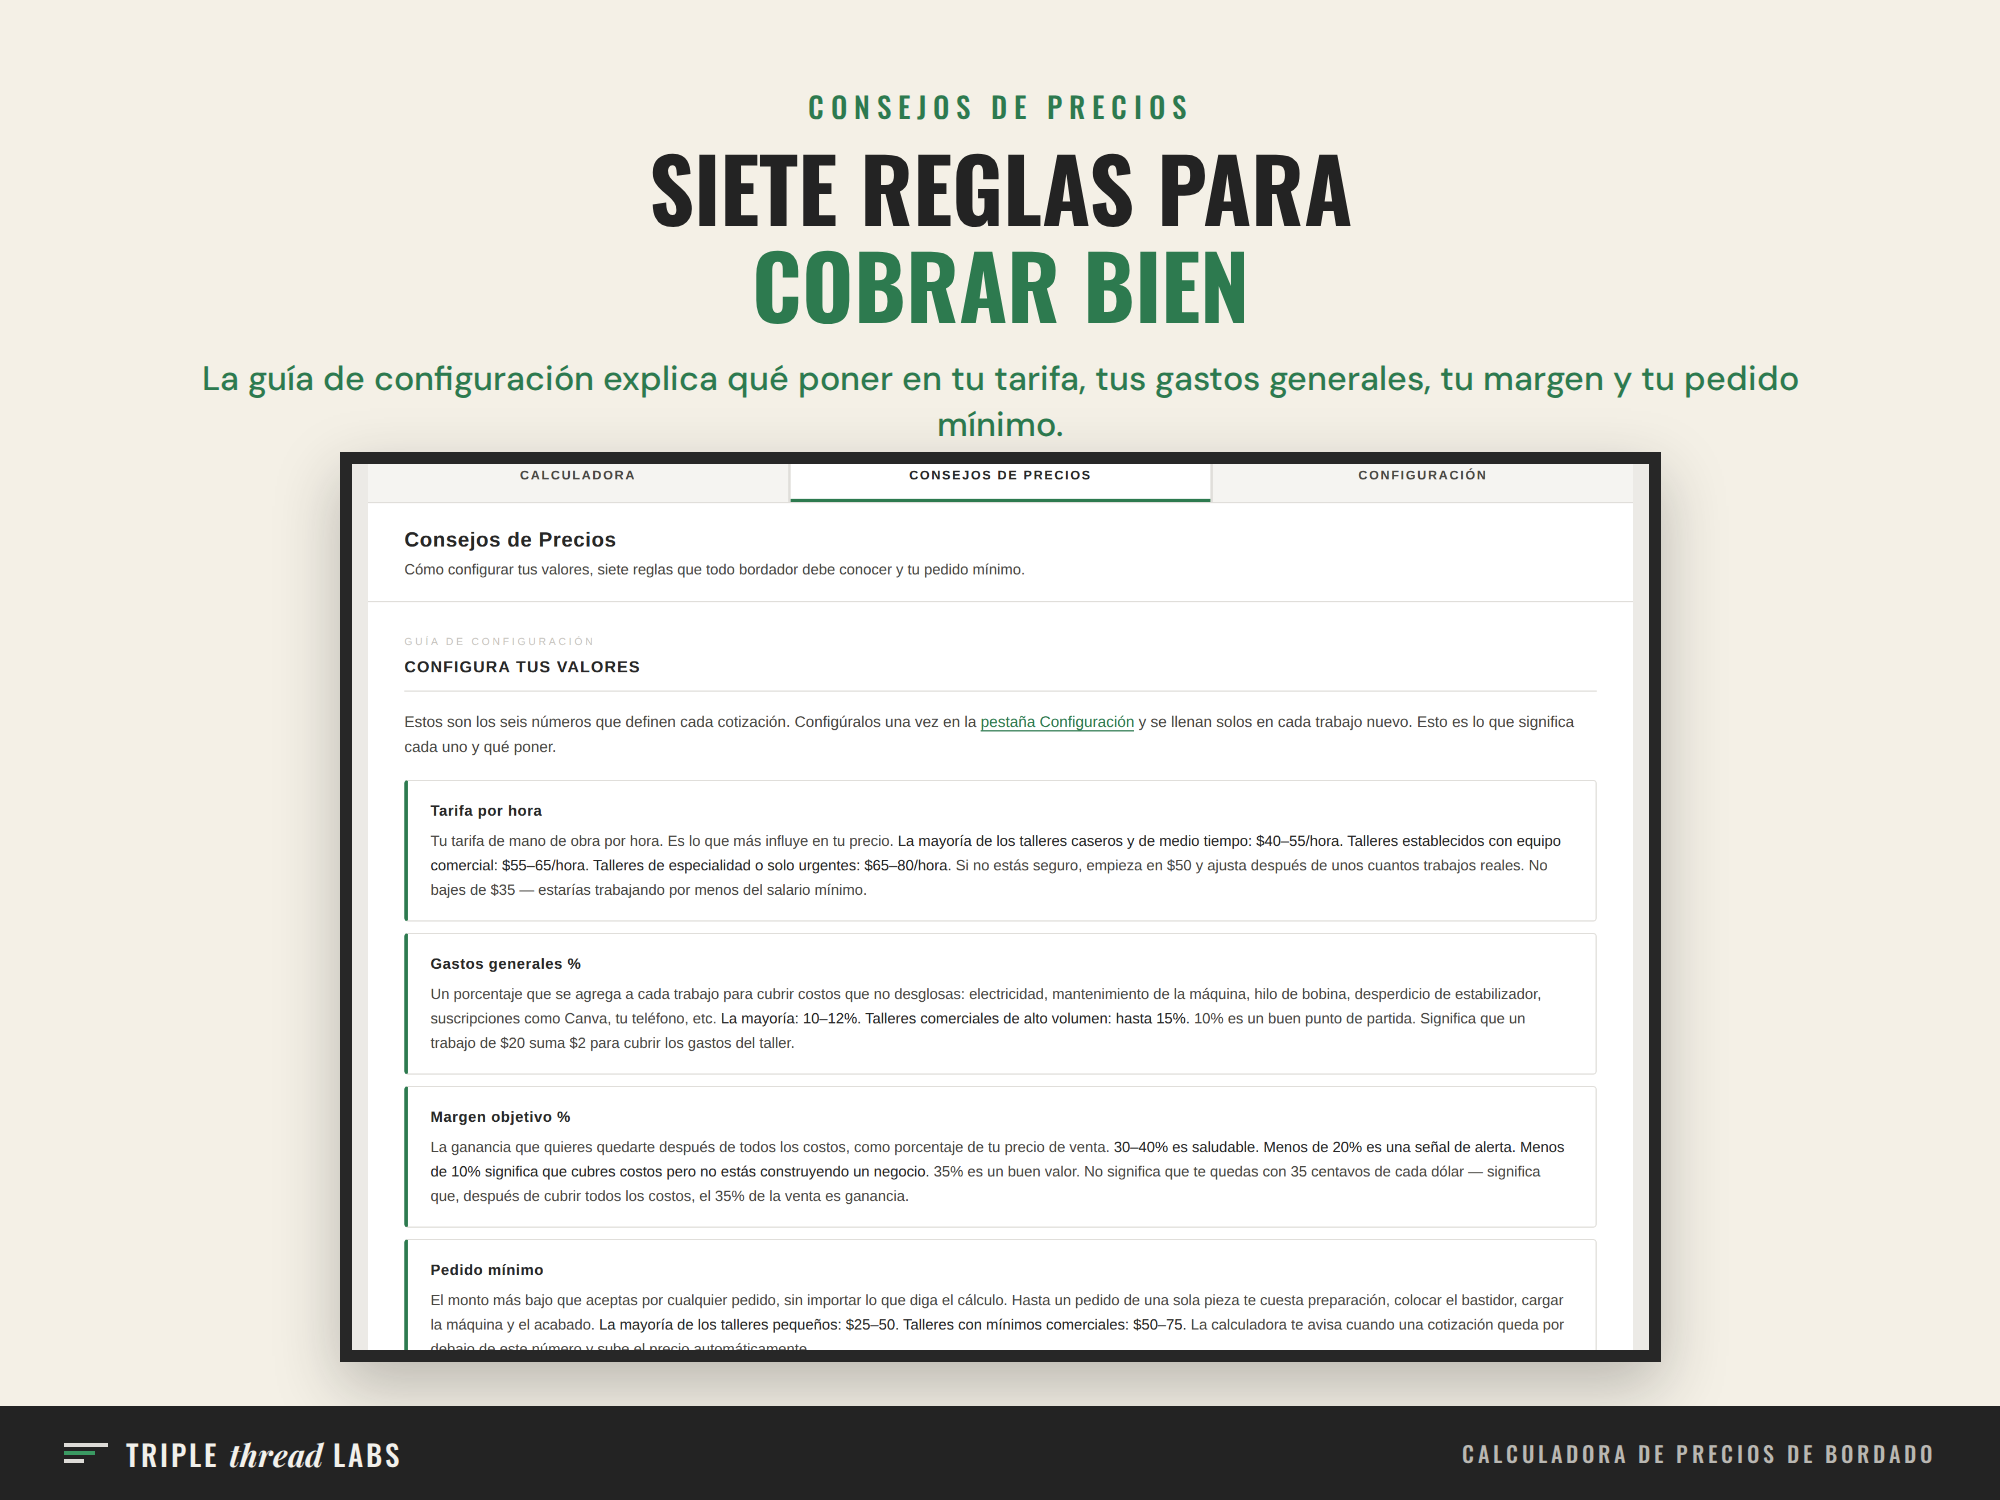 CONSEJOS DE PRECIOS
SIETE REGLAS PARA
COBRAR BIEN
La guía de configuración explica qué poner en tu tarifa, tus gastos generales, tu margen y tu pedido
mínimo.
CALCULADORA
CONSEJOS DE PRECIOS
CONFIGURACIÓN
Consejos de Precios
Cómo configurar tus valores, siete reglas que todo bordador debe conocer y tu pedido mínimo.
GUÍA DE CONFIGURACIÓN
CONFIGURA TUS VALORES
Estos son los seis números que definen cada cotización. Configúralos una vez en la pestaña Configuración y se llenan solos en cada trabajo nuevo. Esto es lo que significa
cada uno y qué poner.
Tarifa por hora
Tu tarifa de mano de obra por hora. Es lo que más influye en tu precio. La mayoría de los talleres caseros y de medio tiempo: $40–55/hora. Talleres establecidos con equipo
comercial: $55–65/hora. Talleres de especialidad o solo urgentes: $65–80/hora. Si no estás seguro, empieza en $50 y ajusta después de unos cuantos trabajos reales. No
bajes de $35 — estarías trabajando por menos del salario mínimo.
Gastos generales %
Un porcentaje que se agrega a cada trabajo para cubrir costos que no desglosas: electricidad, mantenimiento de la máquina, hilo de bobina, desperdicio de estabilizador,
suscripciones como Canva, tu teléfono, etc. La mayoría: 10–12%. Talleres comerciales de alto volumen: hasta 15%. 10% es un buen punto de partida. Significa que un
trabajo de $20 suma $2 para cubrir los gastos del taller.
Margen objetivo %
La ganancia que quieres quedarte después de todos los costos, como porcentaje de tu precio de venta. 30–40% es saludable. Menos de 20% es una señal de alerta. Menos
de 10% significa que cubres costos pero no estás construyendo un negocio. 35% es un buen valor. No significa que te quedas con 35 centavos de cada dólar — significa
que, después de cubrir todos los costos, el 35% de la venta es ganancia.
Pedido mínimo
El monto más bajo que aceptas por cualquier pedido, sin importar lo que diga el cálculo. Hasta un pedido de una sola pieza te cuesta preparación, colocar el bastidor, cargar
la máquina y el acabado. La mayoría de los talleres pequeños: $25–50. Talleres con mínimos comerciales: $50–75. La calculadora te avisa cuando una cotización queda por
debajo de este número y sube el precio automáticamente.
TRIPLE thread LABS
CALCULADORA DE PRECIOS DE BORDADO